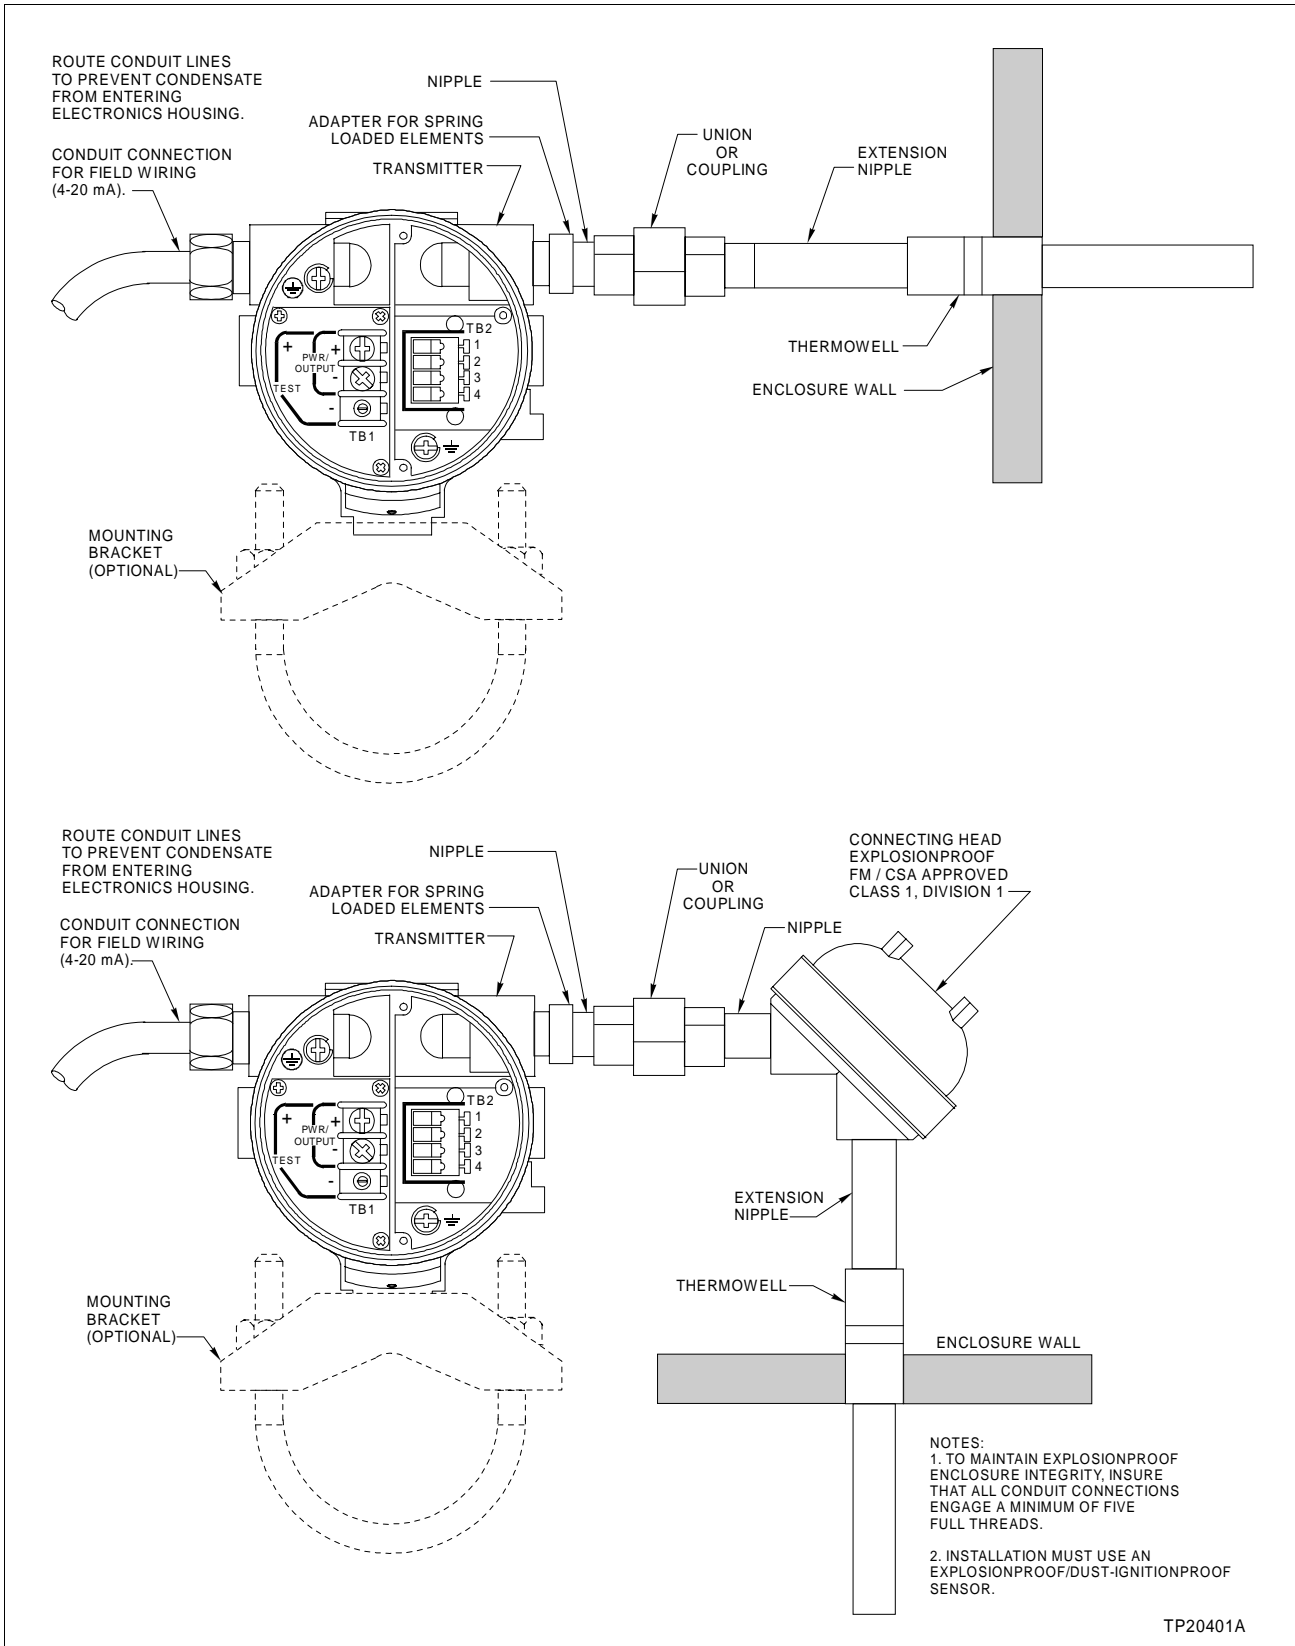 ROUTE CONDUIT LINES
TO PREVENT CONDENSATE
FROM ENTERING
ELECTRONICS HOUSING.
CONDUIT CONNECTION
FOR FIELD WIRING
(4-20 mA).
NIPPLE
ADAPTER FOR SPRING
LOADED ELEMENTS
TRANSMITTER
UNION
OR
COUPLING
EXTENSION
NIPPLE
THERMOWELL
ENCLOSURE WALL
+
PWR/
OUTPUT
+
-
TEST
-
TB1
TB2
1
2
3
4
MOUNTING
BRACKET
(OPTIONAL)
ROUTE CONDUIT LINES
TO PREVENT CONDENSATE
FROM ENTERING
ELECTRONICS HOUSING.
CONDUIT CONNECTION
FOR FIELD WIRING
(4-20 mA).
NIPPLE
ADAPTER FOR SPRING
LOADED ELEMENTS
TRANSMITTER
UNION
OR
COUPLING
NIPPLE
CONNECTING HEAD
EXPLOSIONPROOF
FM / CSA APPROVED
CLASS 1, DIVISION 1
+
PWR/
OUTPUT
+
-
TEST
-
TB1
TB2
1
2
3
4
EXTENSION
NIPPLE
THERMOWELL
ENCLOSURE WALL
MOUNTING
BRACKET
(OPTIONAL)
NOTES:
1. TO MAINTAIN EXPLOSIONPROOF
ENCLOSURE INTEGRITY, INSURE
THAT ALL CONDUIT CONNECTIONS
ENGAGE A MINIMUM OF FIVE
FULL THREADS.
2. INSTALLATION MUST USE AN
EXPLOSIONPROOF/DUST-IGNITIONPROOF
SENSOR.
TP20401A